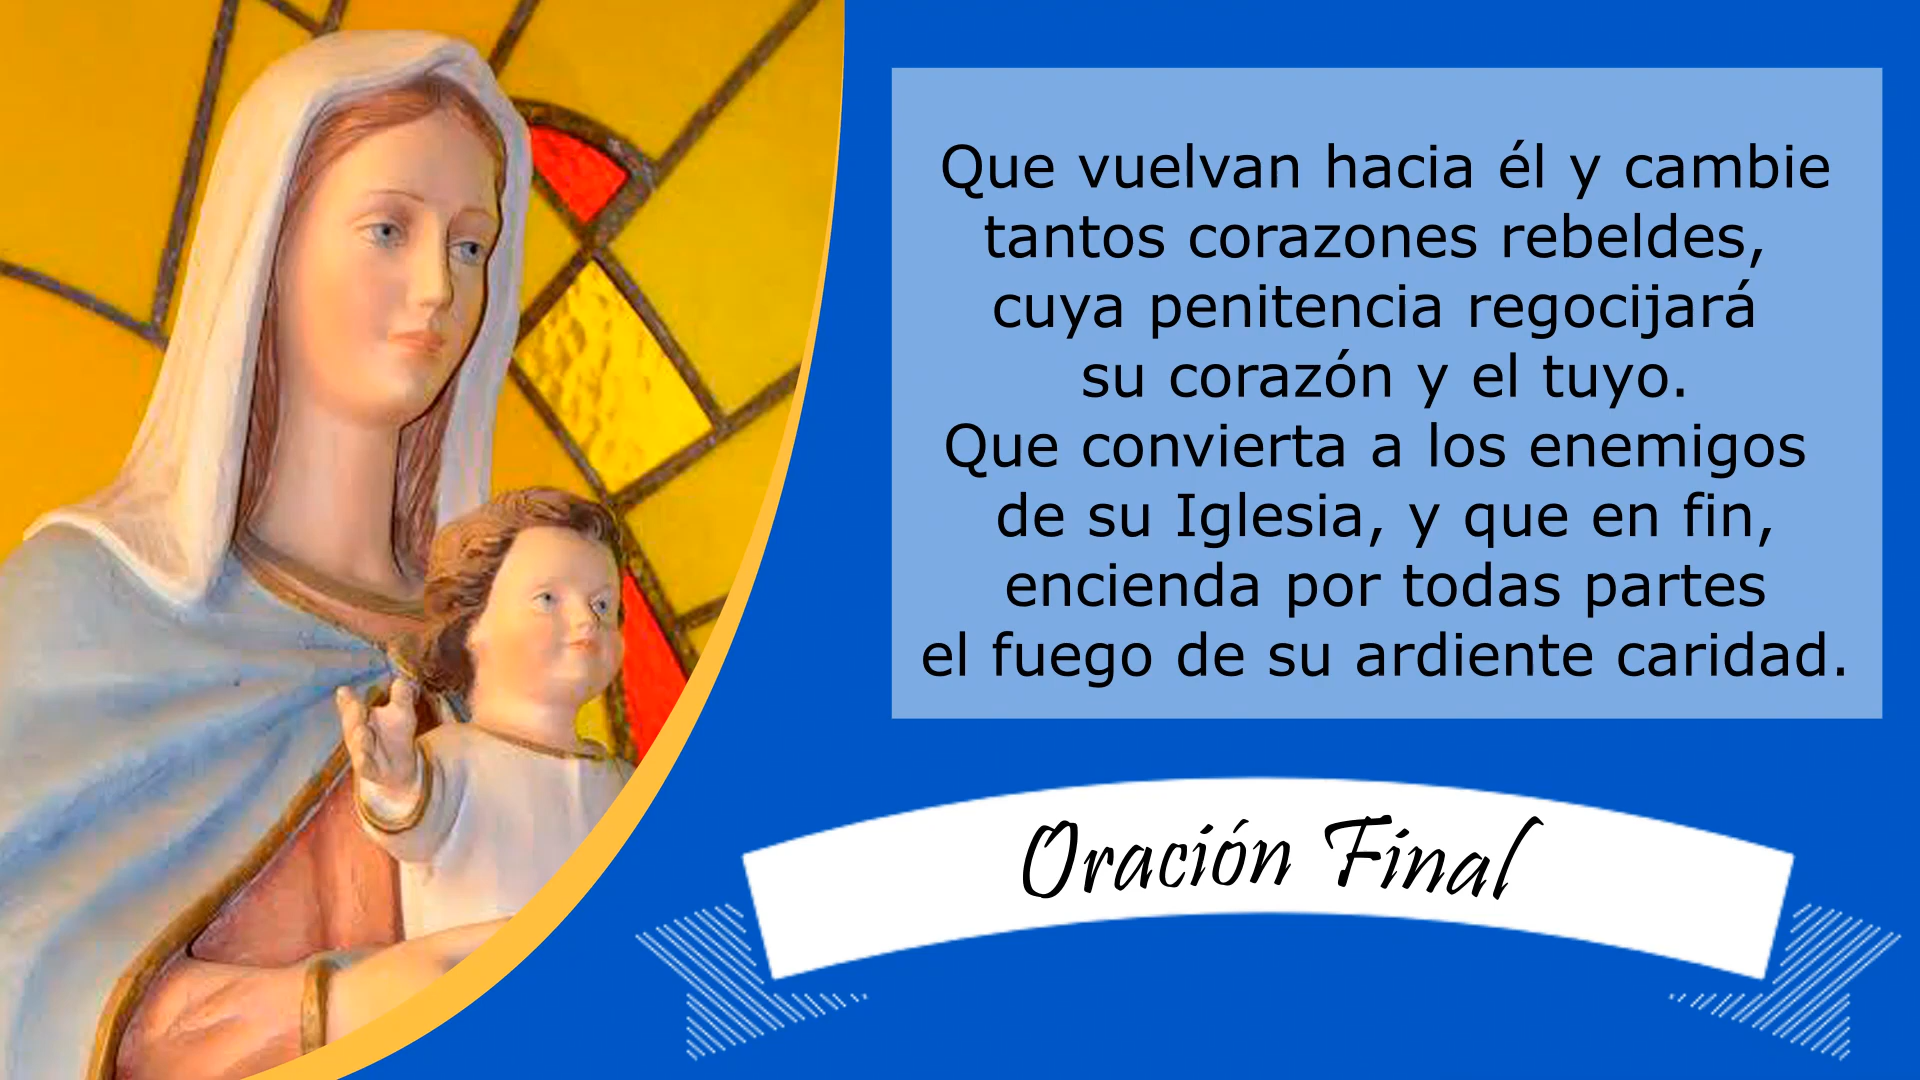 Que vuelvan hacia él y cambie
tantos corazones rebeldes,
cuya penitencia regocijará
su corazón y el tuyo.
Que convierta a los enemigos
de su Iglesia, y que en fin,
encienda por todas partes
el fuego de su ardiente caridad.
Oración Final